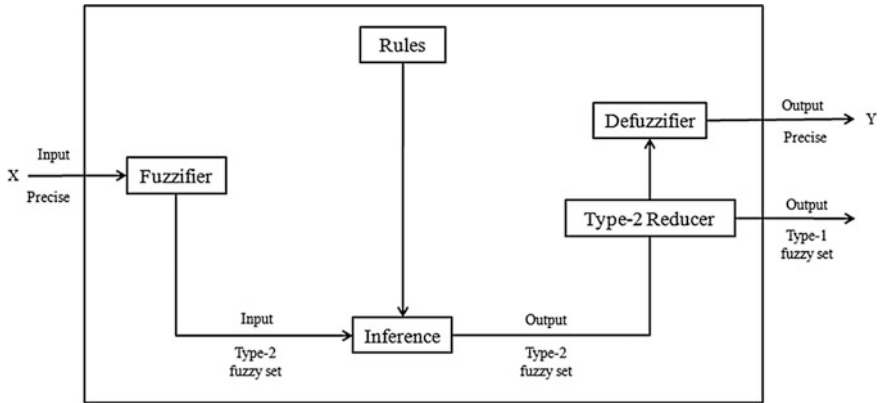 Rules
Output
Defuzzifier
Y
Precise
Input
X
Fuzzifier
Precise
Output
Type-2 Reducer
Type-1
fuzzy set
Input
Output
Inference
Type-2
fuzzy set
Type-2
fuzzy set